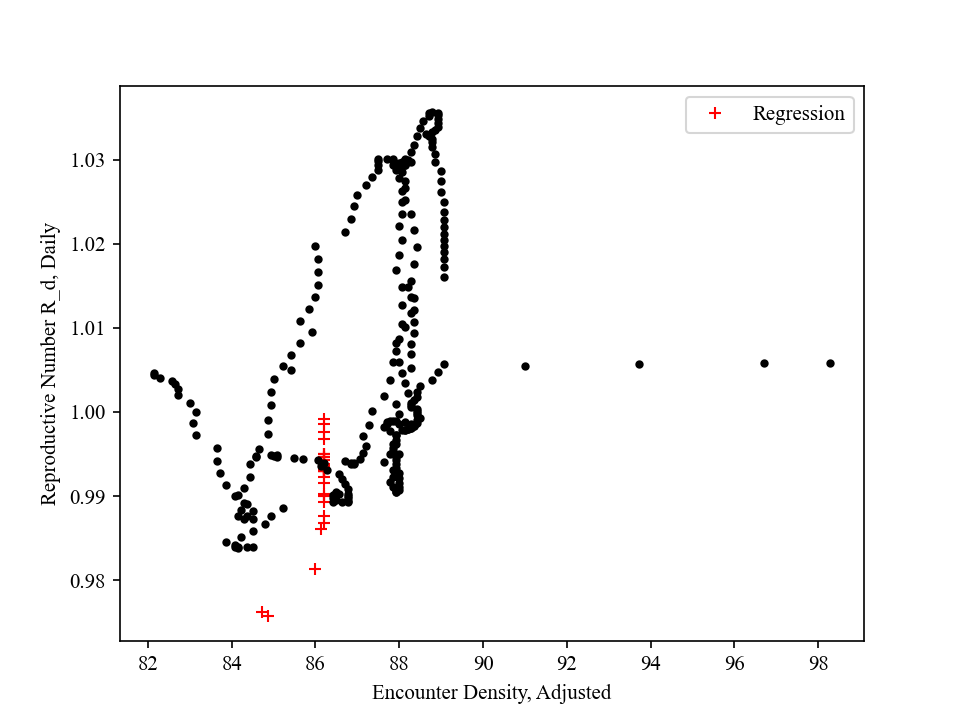 Regression
1.03
1.02
1.01
1.00
0.99
0.98
Reproductive Number R_d, Daily
82 84 86 88 90 92 94 96 98
Encounter Density, Adjusted